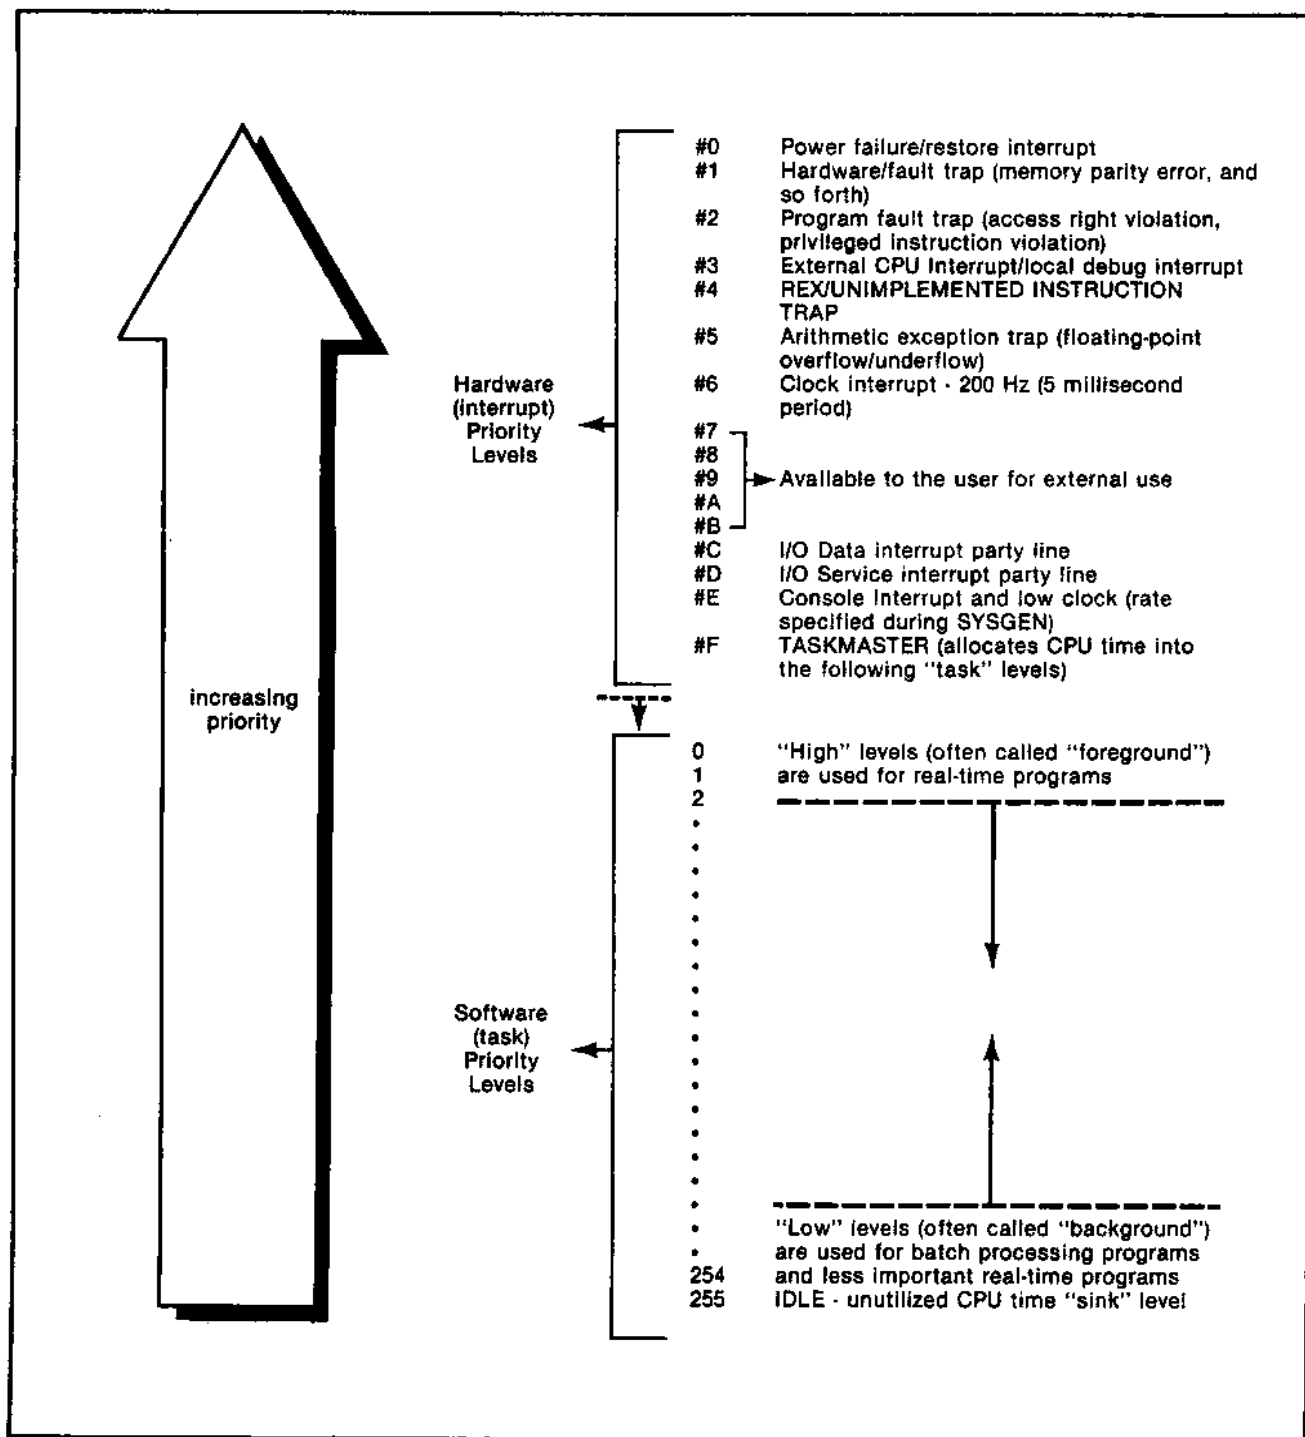 increasing
priority
Hardware
(interrupt)
Priority
Levels
#0 Power failure/restore interrupt
#1 Hardware/fault trap (memory parity error, and
so forth)
#2 Program fault trap (access right violation,
privileged instruction violation)
#3 External CPU Interrupt/local debug interrupt
#4 REX/UNIMPLEMENTED INSTRUCTION
TRAP
#5 Arithmetic exception trap (floating-point
overflow/underflow)
#6 Clock interrupt - 200 Hz (5 millisecond
period)
#7
#8
#9 Available to the user for external use
#A
#B
#C I/O Data interrupt party line
#D I/O Service interrupt party line
#E Console Interrupt and low clock (rate
specified during SYSGEN)
#F TASKMASTER (allocates CPU time into
the following "task" levels)
Software
(task)
Priority
Levels
0 "High" levels (often called "foreground")
1 are used for real-time programs
2
"Low" levels (often called "background")
are used for batch processing programs
254 and less important real-time programs
255 IDLE - unutilized CPU time "sink" level